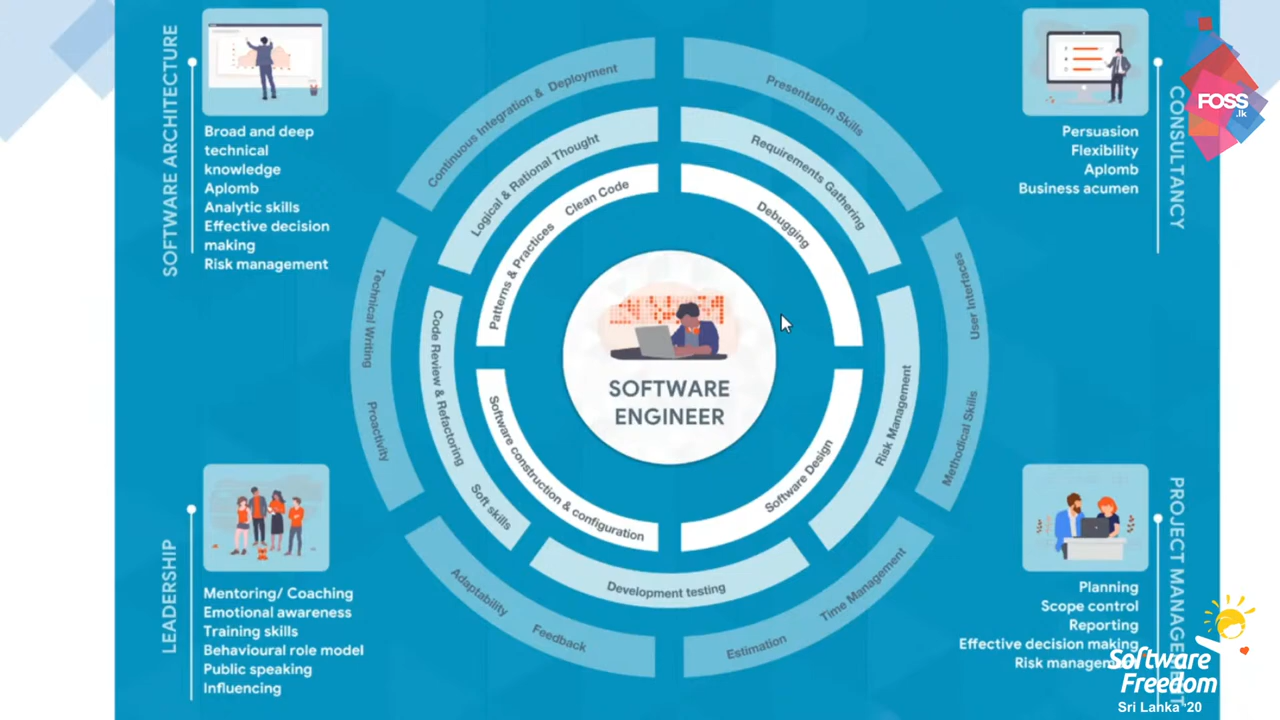 SOFTWARE ARCHITECTURE
Broad and deep
technical
knowledge
Aplomb
Analytic skills
Effective decision
making
Risk management
LEADERSHIP
Mentoring/ Coaching
Emotional awareness
Training skills
Behavioural role model
Public speaking
Influencing
Continuous Integration & Deployment
Presentation Skills
User Interfaces
Methodical Skills
Time Management
Estimation
Feedback
Adaptability
Proactivity
Technical Writing
Logical & Rational Thought
Requirements Gathering
Risk Management
Development testing
Soft skills
Code Review & Refactoring
Patterns & Practices
Clean Code
Debugging
Software Design
Software construction & configuration
SOFTWARE
ENGINEER
CONSULTANCY
Persuasion
Flexibility
Aplomb
Business acumen
PROJECT MANAGEMENT
Planning
Scope control
Reporting
Effective decision making
Risk management
FOSS
.lk
Software
Freedom
Sri Lanka '20